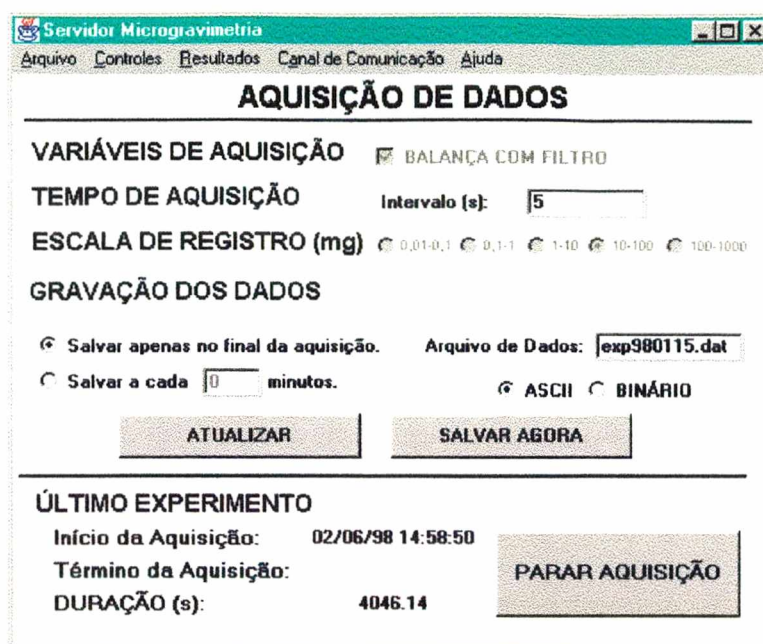 Servidor Microgravimetria
Arquivo Controles Resultados Canal de Comunicação Ajuda
AQUISIÇÃO DE DADOS
VARIÁVEIS DE AQUISIÇÃO BALANÇA COM FILTRO
TEMPO DE AQUISIÇÃO Intervalo (s): 5
ESCALA DE REGISTRO (mg) 0,01-0,1 0,1-1 1-10 10-100 100-1000
GRAVAÇÃO DOS DADOS
Salvar apenas no final da aquisição. Arquivo de Dados: exp980115.dat
Salvar a cada 0 minutos. ASCII BINÁRIO
ATUALIZAR SALVAR AGORA
ÚLTIMO EXPERIMENTO
Início da Aquisição: 02/06/98 14:58:50
Término da Aquisição: PARAR AQUISIÇÃO
DURAÇÃO (s): 4046.14